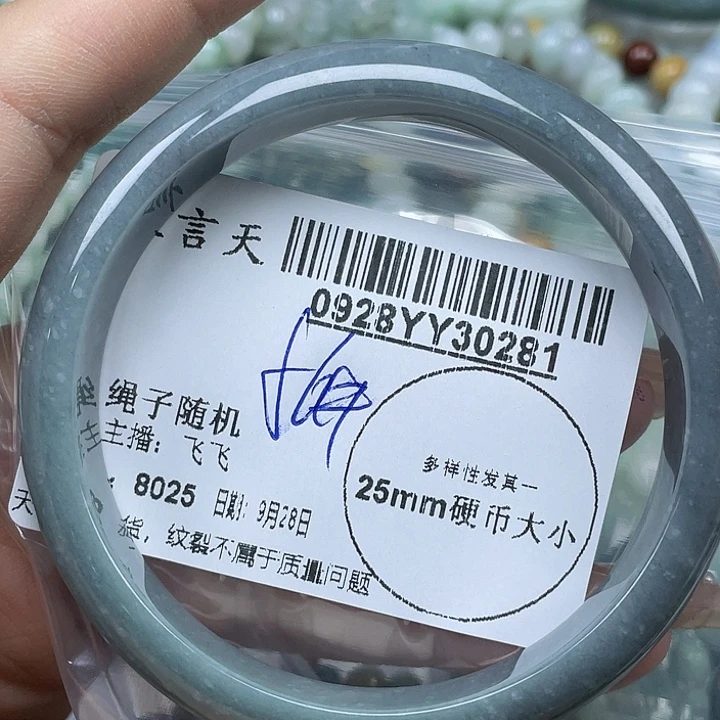 言天
0928YY30281
绳子随机
主播：飞飞
8025 日期：9月28日
多样性发其一
25mm硬币大小
货，纹裂不属于质量问题
天